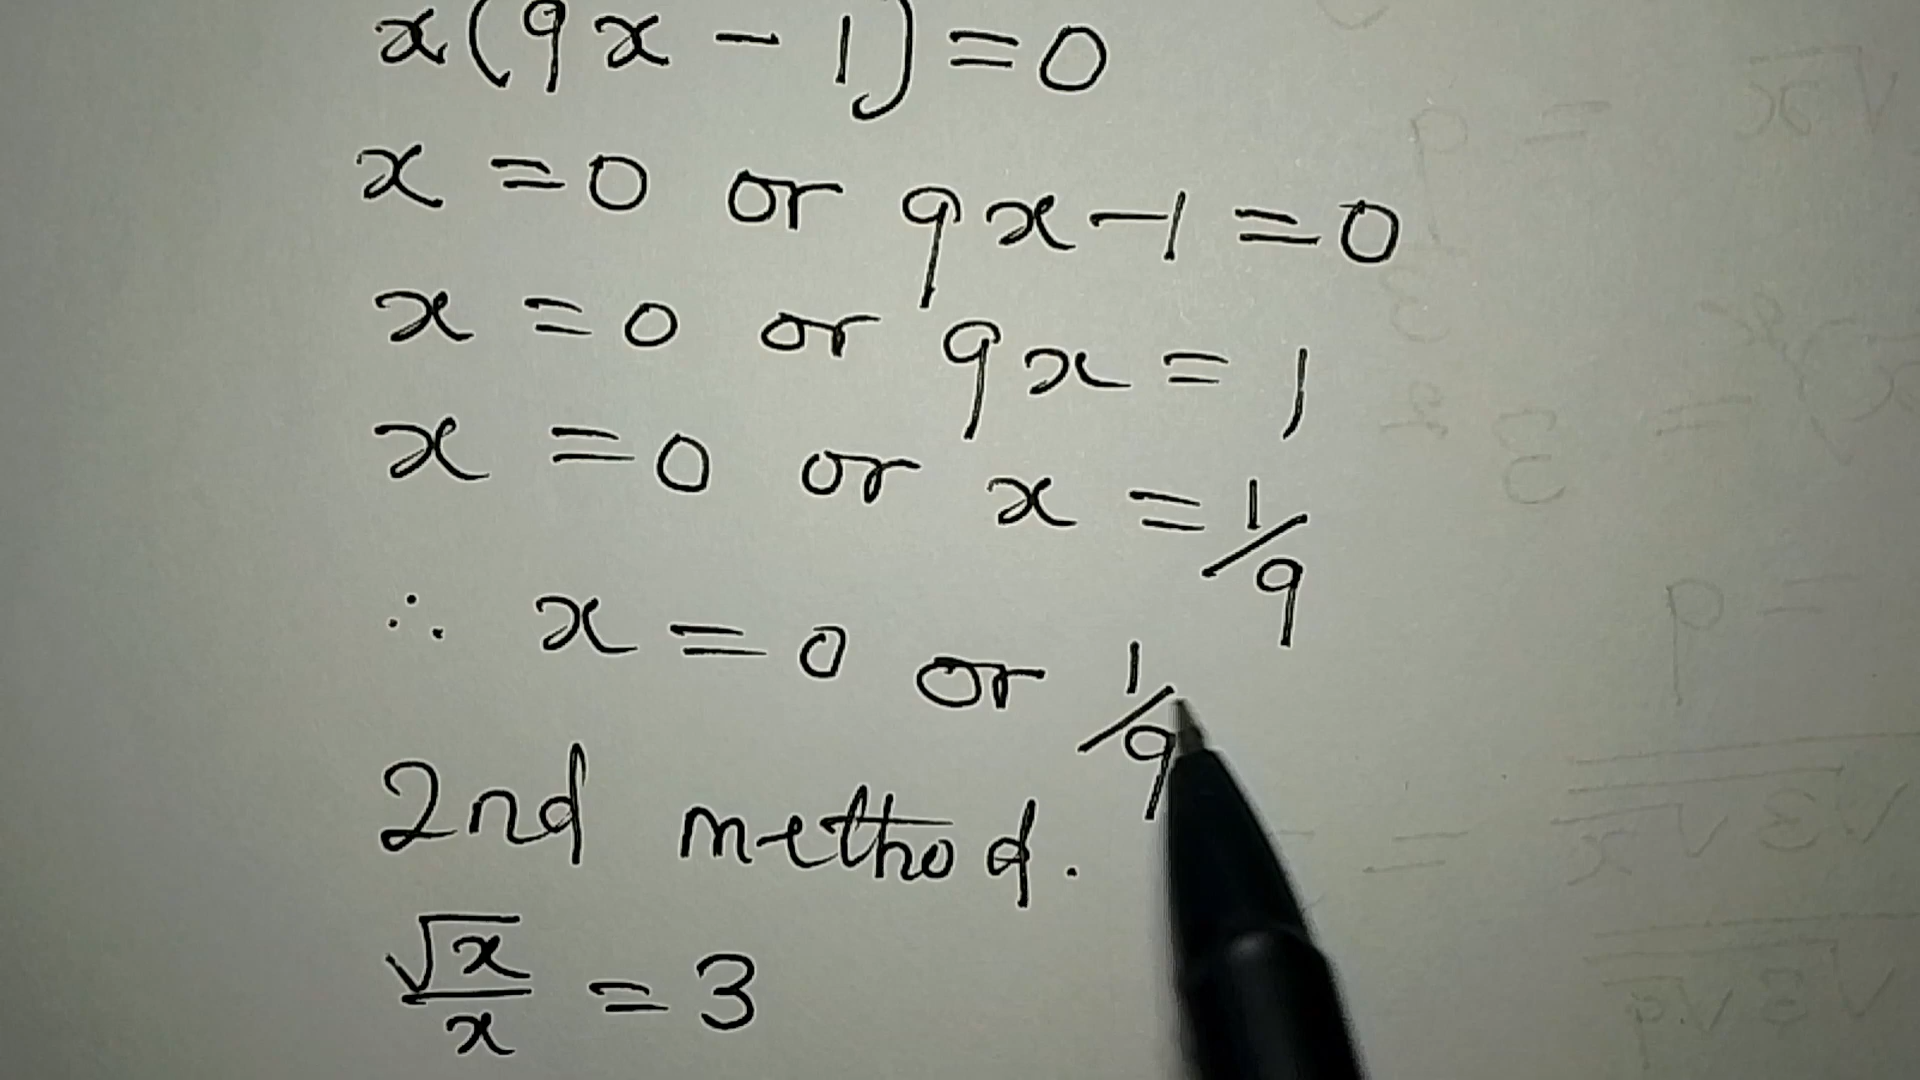 x(9x - 1) = 0
x = 0 or 9x - 1 = 0
x = 0 or 9x = 1
x = 0 or x = 1/9
∴ x = 0 or 1/9
2nd method.
√x/x = 3